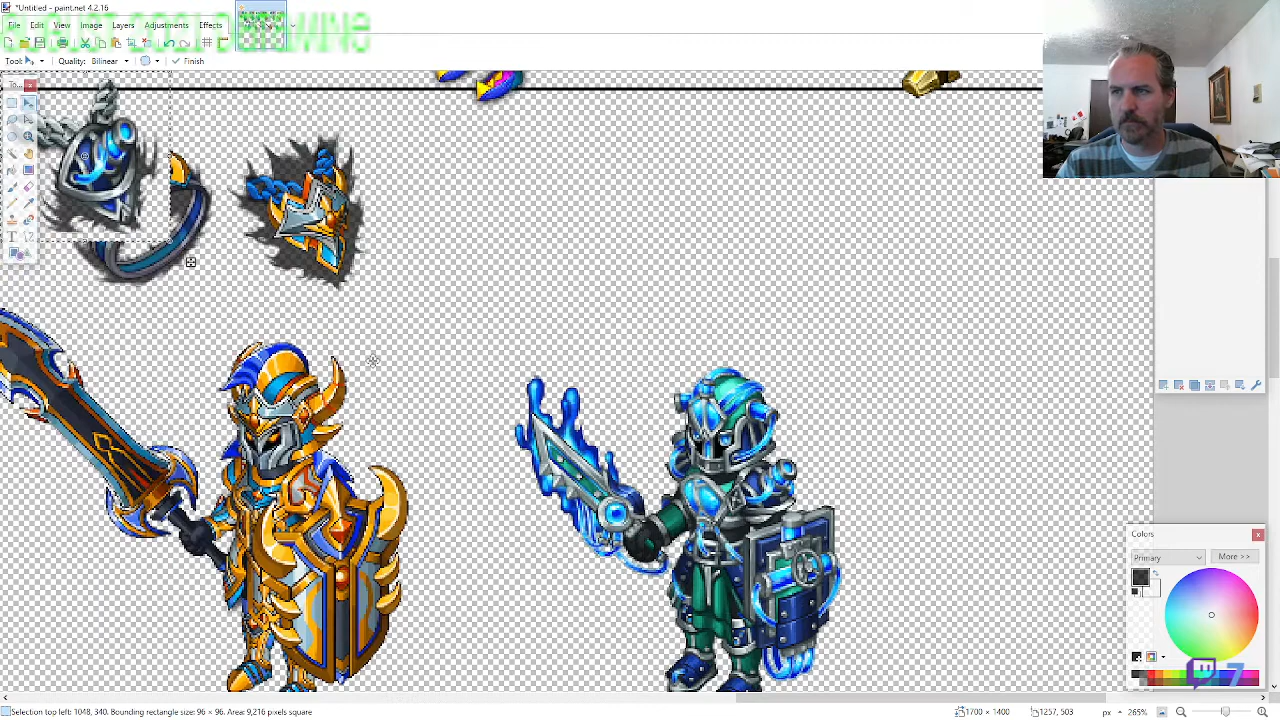 *Untitled - paint.net 4.2.16
File Edit View Image Layers Adjustments Effects
Tool: Quality: Bilinear Finish
To...
Colors
Primary More >>
7
Selection top left: 1048, 340. Bounding rectangle size: 96 × 96. Area: 9,216 pixels square 1700 × 1400 1257, 503 px 265%